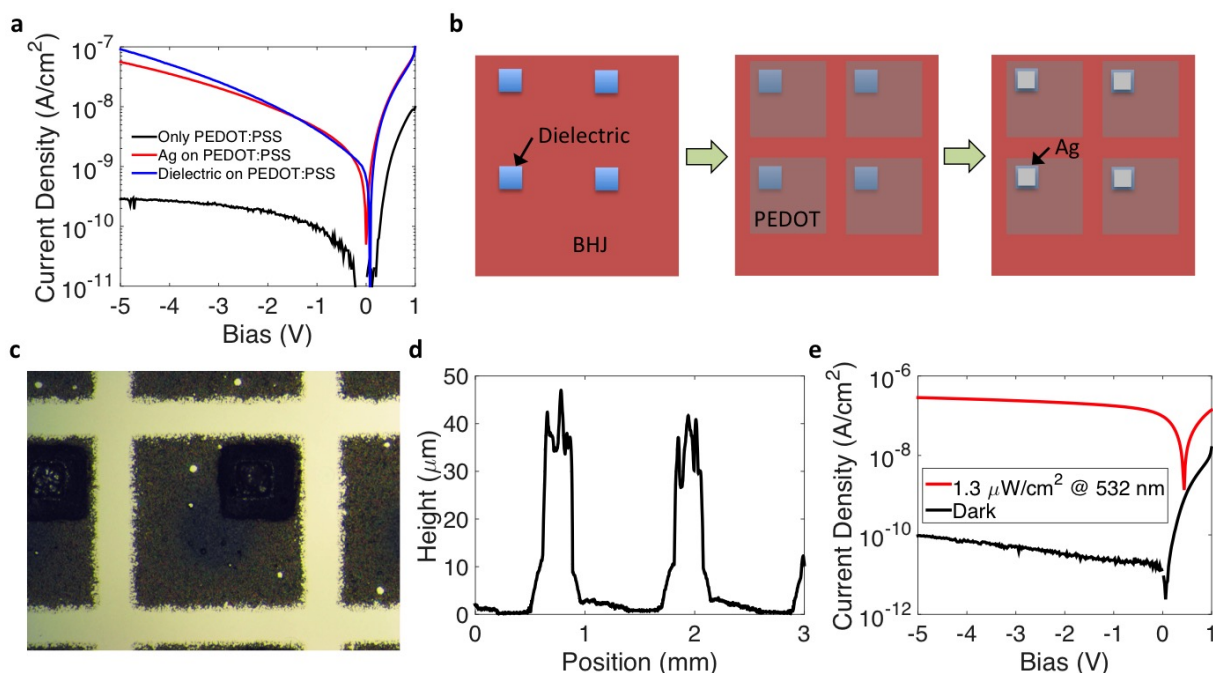 a
Current Density (A/cm²)
10⁻⁷
10⁻⁸
10⁻⁹
10⁻¹⁰
10⁻¹¹
Only PEDOT:PSS
Ag on PEDOT:PSS
Dielectric on PEDOT:PSS
-5 -4 -3 -2 -1 0 1
Bias (V)
b
Dielectric
BHJ
PEDOT
Ag
c
d
Height (μm)
50
40
30
20
10
0
0 1 2 3
Position (mm)
e
Current Density (A/cm²)
10⁻⁶
10⁻⁸
10⁻¹⁰
10⁻¹²
1.3 μW/cm² @ 532 nm
Dark
-5 -4 -3 -2 -1 0 1
Bias (V)